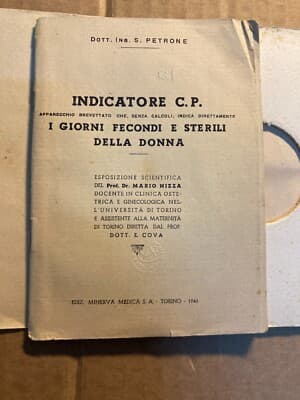 DOTT. ING. S. PETRONE
INDICATORE C. P.
APPARECCHIO BREVETTATO CHE, SENZA CALCOLI, INDICA DIRETTAMENTE
I GIORNI FECONDI E STERILI
DELLA DONNA
ESPOSIZIONE SCIENTIFICA
DEL Prof. Dr. MARIO NIZZA
DOCENTE IN CLINICA OSTE-
TRICA E GINECOLOGICA NEL-
L'UNIVERSITÀ DI TORINO
E ASSISTENTE ALLA MATERNITÀ
DI TORINO DIRETTA DAL PROF.
DOTT. E. COVA
EDIZ. MINERVA MEDICA S. A. - TORINO -